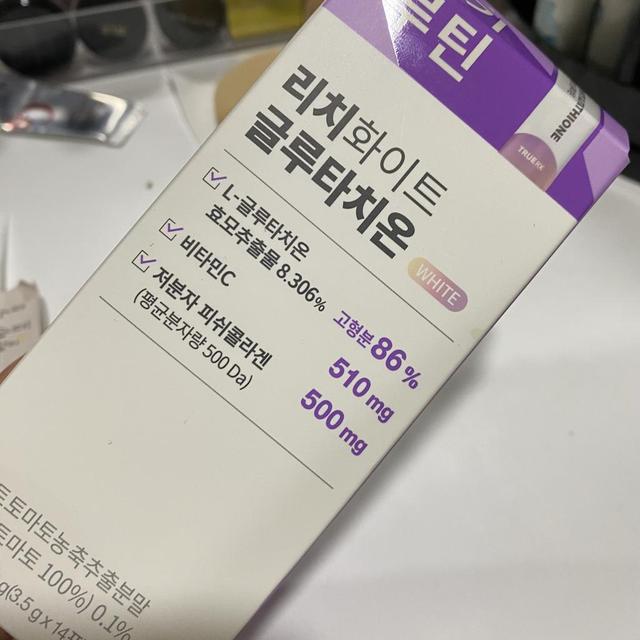 루틴
TRUERX
리치화이트
글루타치온
WHITE
L-글루타치온
효모추출물 8.306% 고형분 86%
비타민C 510 mg
저분자 피쉬콜라겐 500 mg
(평균분자량 500 Da)
토마토농축추출분말
토마토 100%) 0.1%
(3.5 g x 14